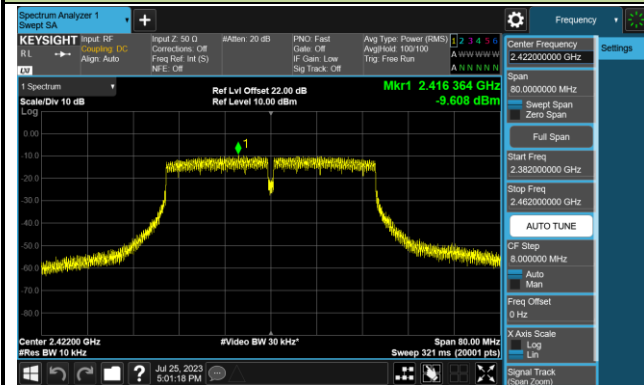 Spectrum Analyzer 1
Swept SA
+
Frequency
KEYSIGHT Input: RF
RL
Coupling: DC
Align: Auto
LXI
Input Z: 50 Ω
Corrections: Off
Freq Ref: Int (S)
NFE: Off
#Atten: 20 dB
PNO: Fast
Gate: Off
IF Gain: Low
Sig Track: Off
Avg Type: Power (RMS)
Avg|Hold: 100/100
Trig: Free Run
1 2 3 4 5 6
A W W W W W
A N N N N N
1 Spectrum
Scale/Div 10 dB
Log
Ref Lvl Offset 22.00 dB
Ref Level 10.00 dBm
Mkr1 2.416 364 GHz
-9.608 dBm
1
0.00
-10.0
-20.0
-30.0
-40.0
-50.0
-60.0
-70.0
-80.0
Center 2.42200 GHz
#Res BW 10 kHz
#Video BW 30 kHz*
Span 80.00 MHz
Sweep 321 ms (20001 pts)
Jul 25, 2023
5:01:18 PM
Center Frequency
2.422000000 GHz
Settings
Span
80.0000000 MHz
Swept Span
Zero Span
Full Span
Start Freq
2.382000000 GHz
Stop Freq
2.462000000 GHz
AUTO TUNE
CF Step
8.000000 MHz
Auto
Man
Freq Offset
0 Hz
X Axis Scale
Log
Lin
Signal Track
(Span Zoom)